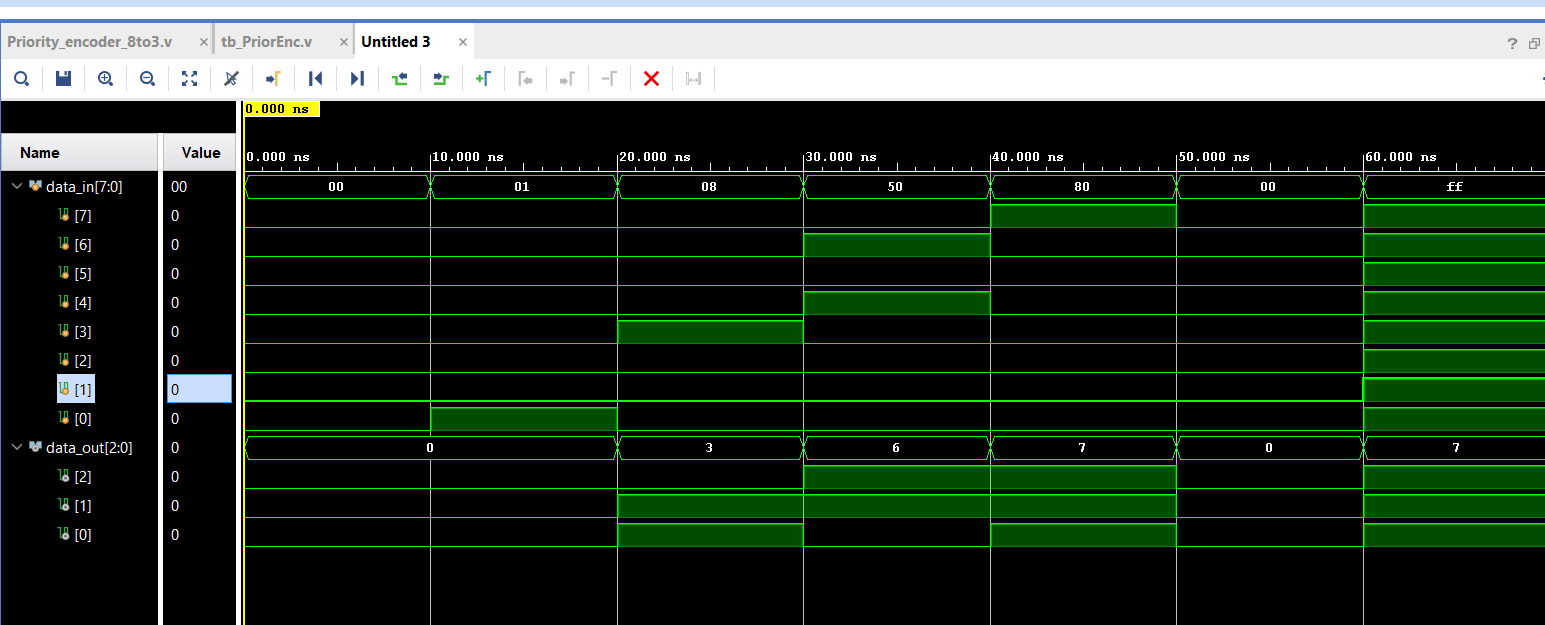 Priority_encoder_8to3.v × tb_PriorEnc.v × Untitled 3 × ?
0.000 ns
Name Value 0.000 ns 10.000 ns 20.000 ns 30.000 ns 40.000 ns 50.000 ns 60.000 ns
data_in[7:0] 00 00 01 08 50 80 00 ff
[7] 0
[6] 0
[5] 0
[4] 0
[3] 0
[2] 0
[1] 0
[0] 0
data_out[2:0] 0 0 3 6 7 0 7
[2] 0
[1] 0
[0] 0